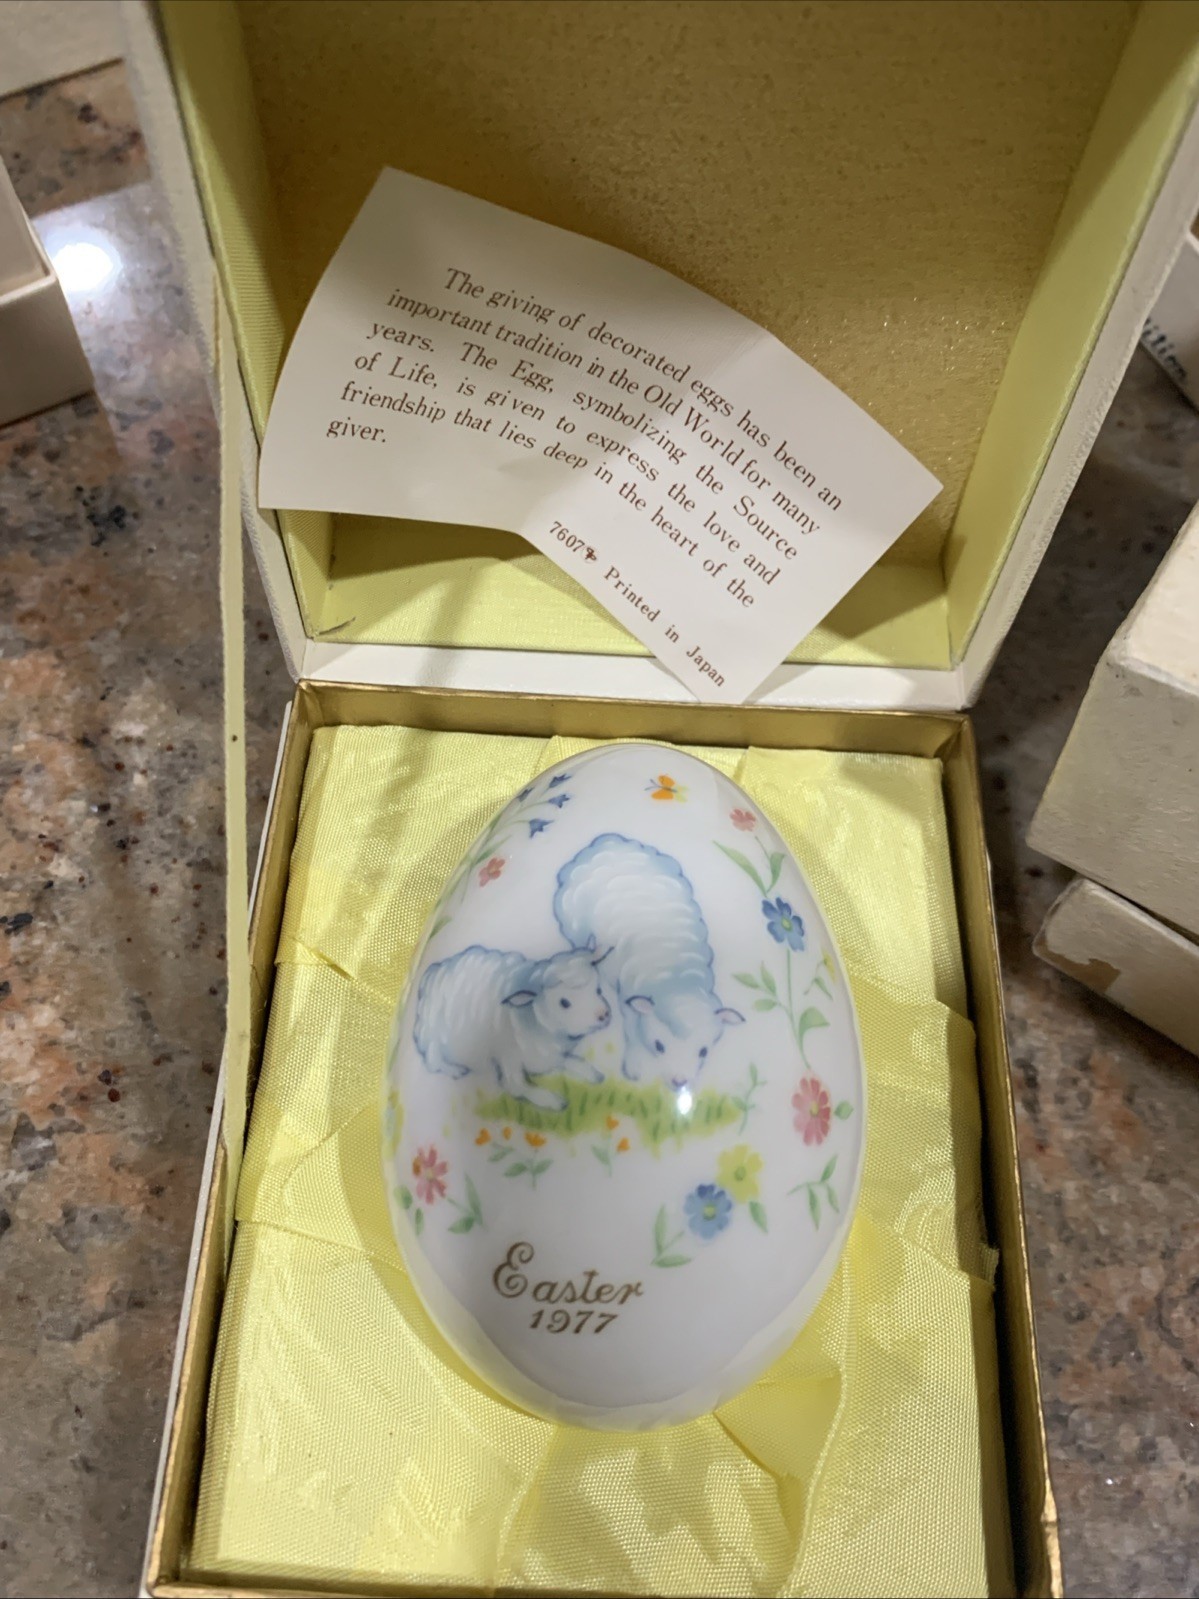 The giving of decorated eggs has been an
important tradition in the Old World for many
years. The Egg, symbolizing the Source
of Life, is given to express the love and
friendship that lies deep in the heart of the
giver.
Printed in Japan
Easter
1977